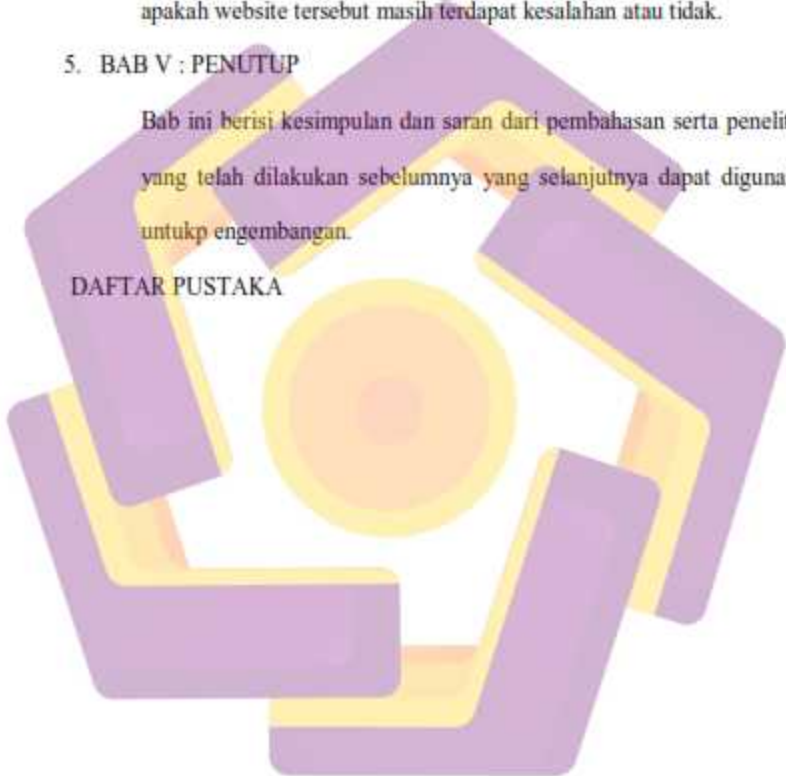 apakah website tersebut masih terdapat kesalahan atau tidak.
5. BAB V : PENUTUP
Bab ini berisi kesimpulan dan saran dari pembahasan serta penelit
yang telah dilakukan sebelumnya yang selanjutnya dapat diguna
untukp engembangan.
DAFTAR PUSTAKA